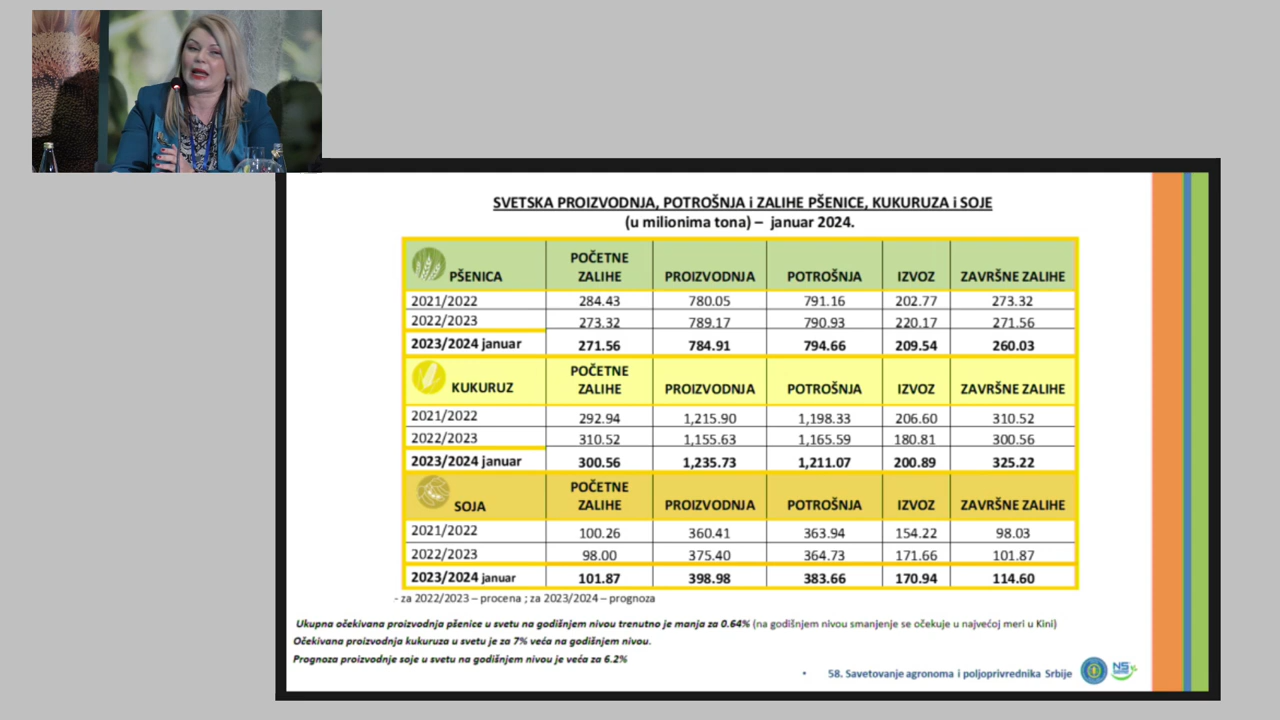 SVETSKA PROIZVODNJA, POTROŠNJA i ZALIHE PŠENICE, KUKURUZA i SOJE
(u milionima tona) – januar 2024.
PŠENICA POČETNE ZALIHE PROIZVODNJA POTROŠNJA IZVOZ ZAVRŠNE ZALIHE
2021/2022 284.43 780.05 791.16 202.77 273.32
2022/2023 273.32 789.17 790.93 220.17 271.56
2023/2024 januar 271.56 784.91 794.66 209.54 260.03
KUKURUZ POČETNE ZALIHE PROIZVODNJA POTROŠNJA IZVOZ ZAVRŠNE ZALIHE
2021/2022 292.94 1,215.90 1,198.33 206.60 310.52
2022/2023 310.52 1,155.63 1,165.59 180.81 300.56
2023/2024 januar 300.56 1,235.73 1,211.07 200.89 325.22
SOJA POČETNE ZALIHE PROIZVODNJA POTROŠNJA IZVOZ ZAVRŠNE ZALIHE
2021/2022 100.26 360.41 363.94 154.22 98.03
2022/2023 98.00 375.40 364.73 171.66 101.87
2023/2024 januar 101.87 398.98 383.66 170.94 114.60
- za 2022/2023 – procena ; za 2023/2024 – prognoza
Ukupna očekivana proizvodnja pšenice u svetu na godišnjem nivou trenutno je manja za 0.64% (na godišnjem nivou smanjenje se očekuje u najvećoj meri u Kini)
Očekivana proizvodnja kukuruza u svetu je za 7% veća na godišnjem nivou.
Prognoza proizvodnje soje u svetu na godišnjem nivou je veća za 6.2%
• 58. Savetovanje agronoma i poljoprivrednika Srbije
NS